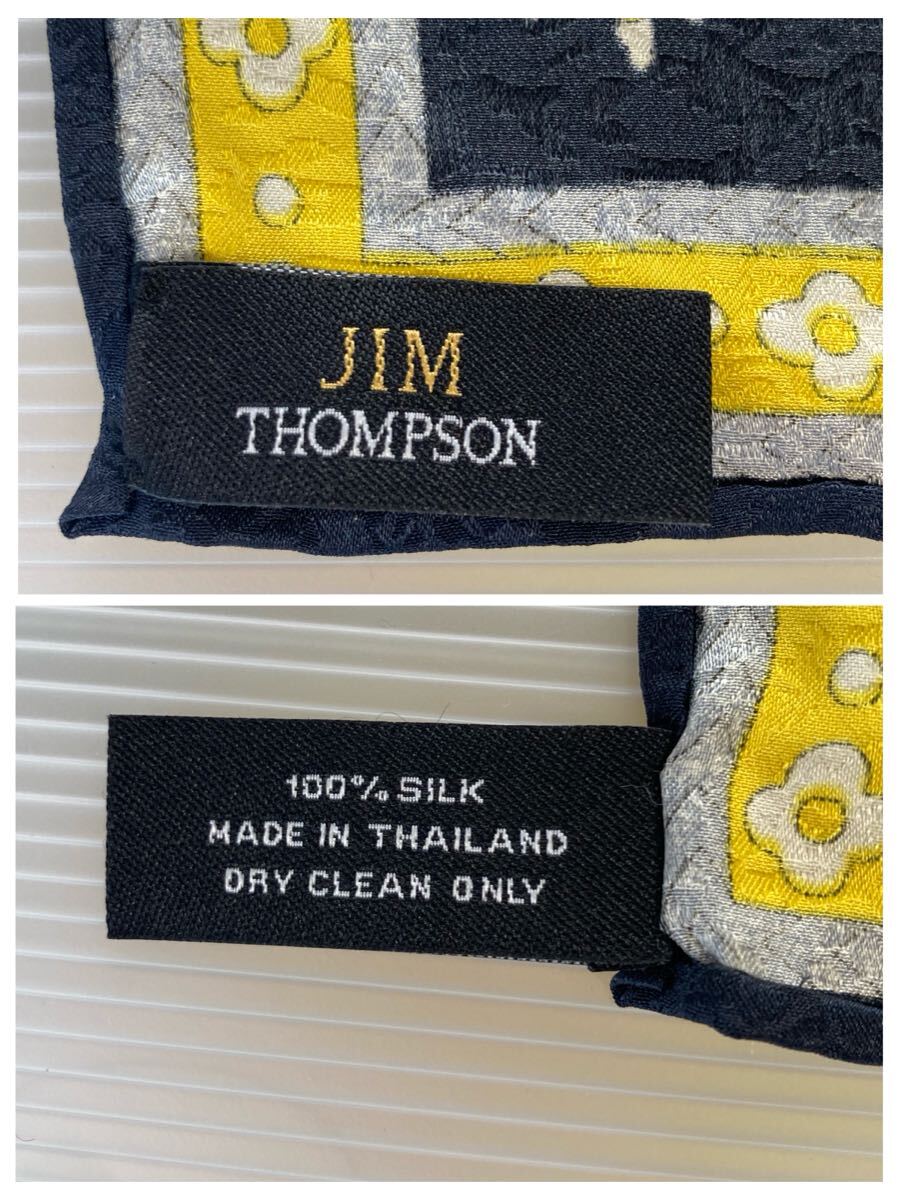 JIM
THOMPSON
100% SILK
MADE IN THAILAND
DRY CLEAN ONLY